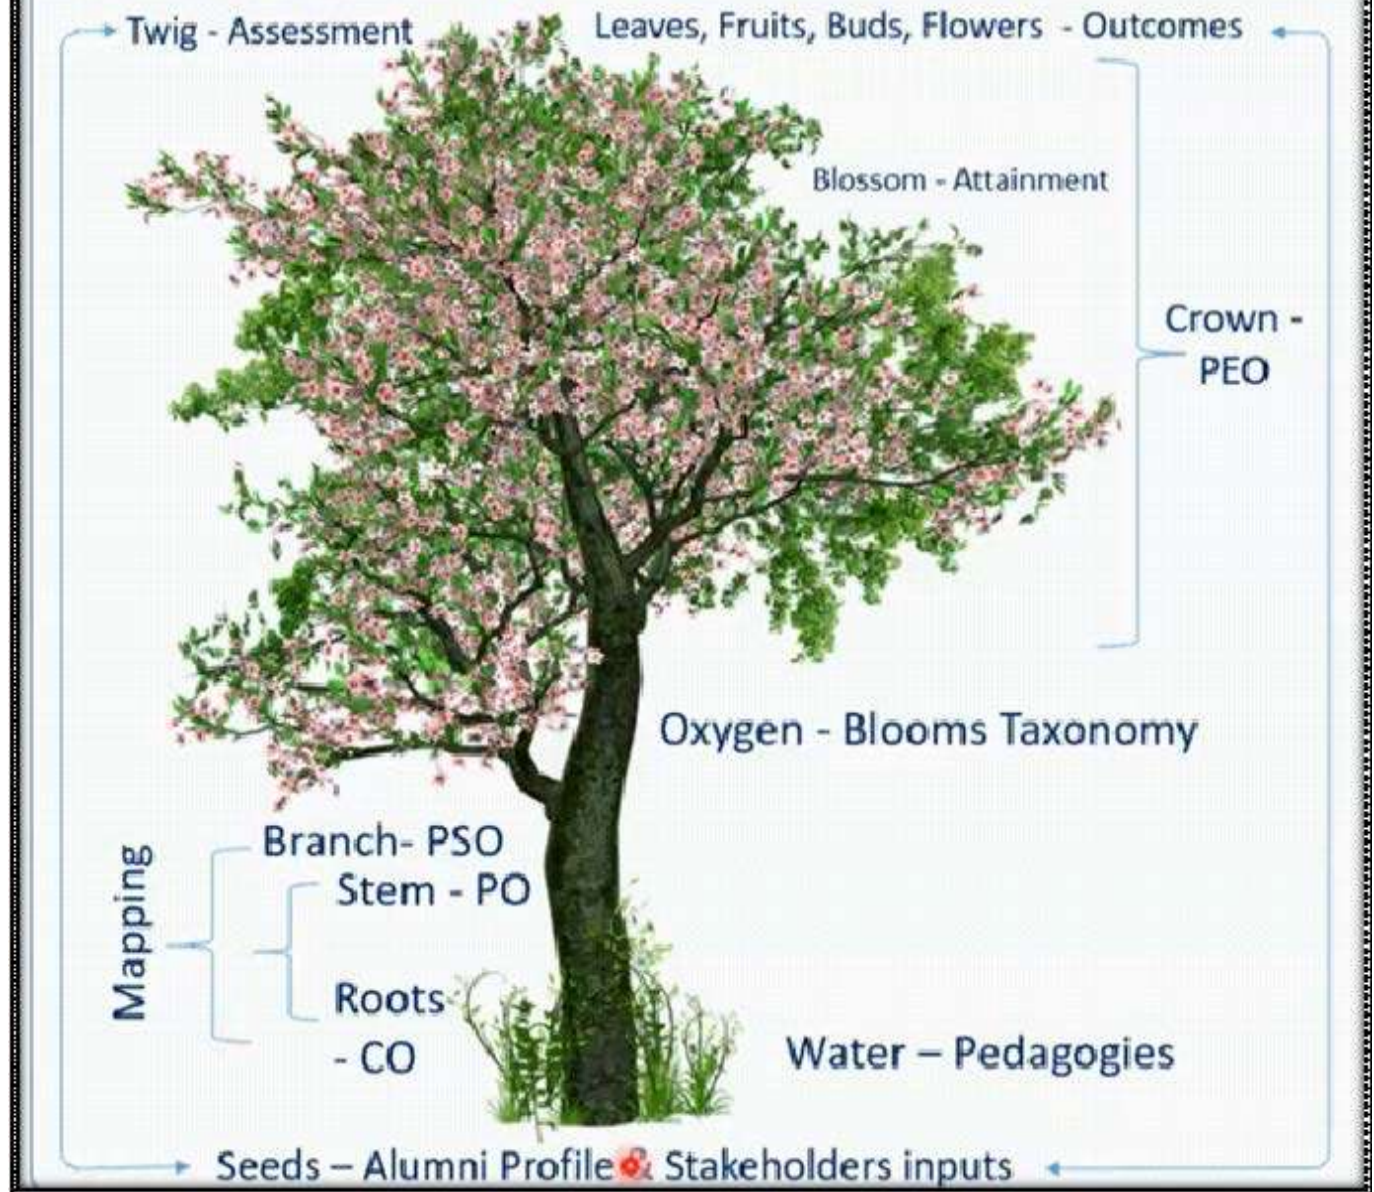 Twig - Assessment
Leaves, Fruits, Buds, Flowers - Outcomes
Blossom - Attainment
Crown -
PEO
Oxygen - Blooms Taxonomy
Mapping
Branch- PSO
Stem - PO
Roots
- CO
Water – Pedagogies
Seeds – Alumni Profile & Stakeholders inputs